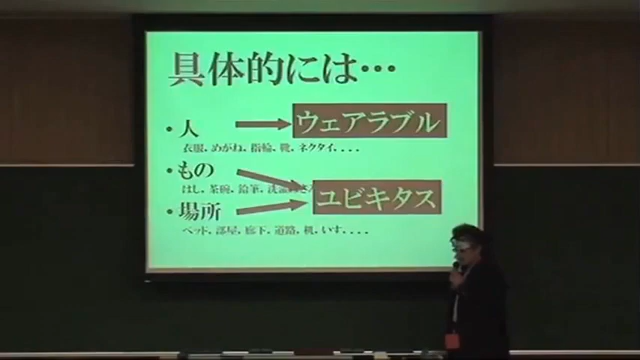 具体的には…
・人
ウェアラブル
衣服，めがね，指輪，靴，ネクタイ，．．．．
・もの
はし，茶碗，鉛筆，洗濯
ユビキタス
・場所
ベッド，部屋，廊下，道路，机，いす，．．．．